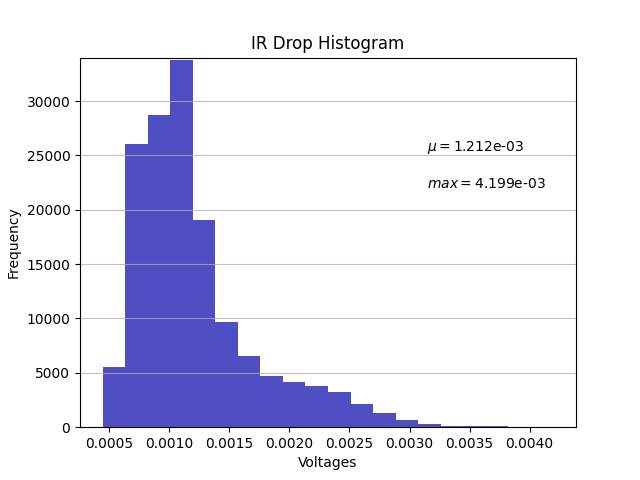 IR Drop Histogram
30000
25000
20000
15000
10000
5000
0
Frequency
μ = 1.212e-03
max = 4.199e-03
0.0005 0.0010 0.0015 0.0020 0.0025 0.0030 0.0035 0.0040
Voltages